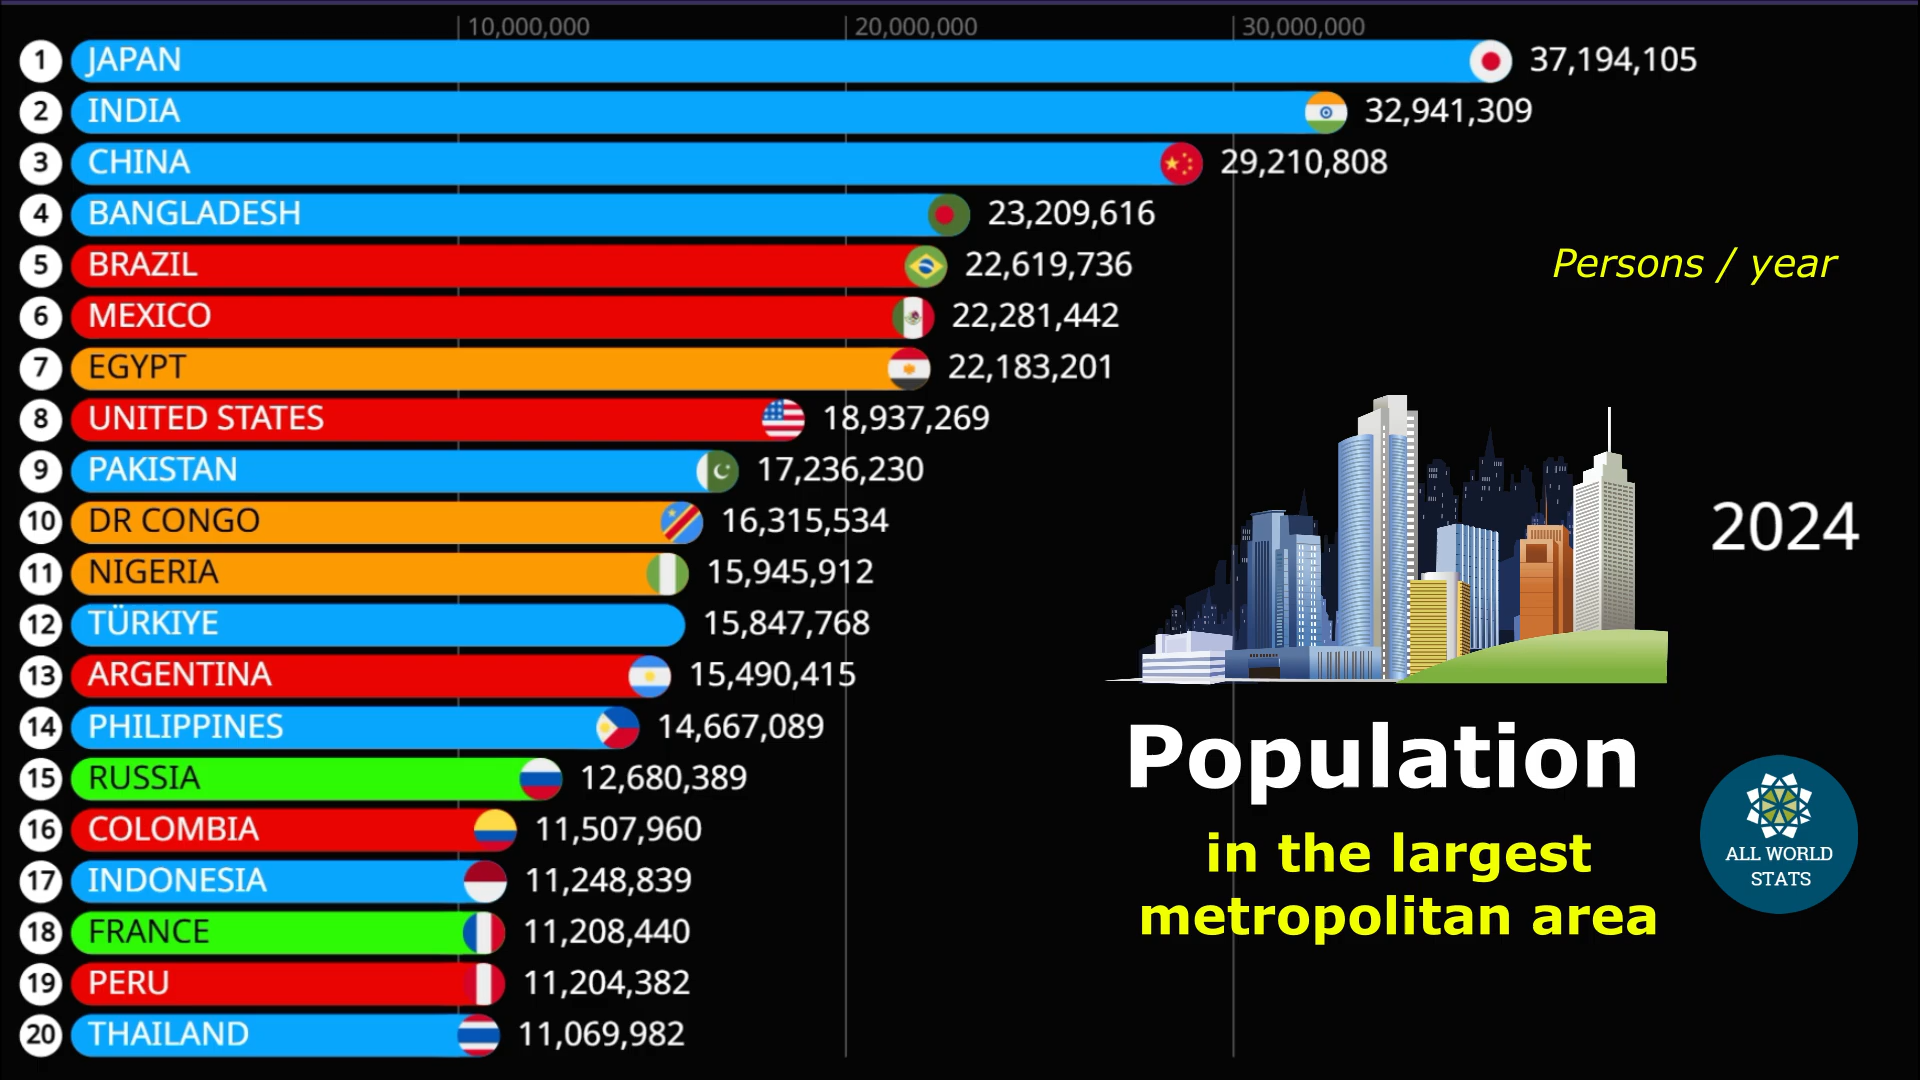 10,000,000 20,000,000 30,000,000
1 JAPAN 37,194,105
2 INDIA 32,941,309
3 CHINA 29,210,808
4 BANGLADESH 23,209,616
5 BRAZIL 22,619,736
Persons / year
6 MEXICO 22,281,442
7 EGYPT 22,183,201
8 UNITED STATES 18,937,269
9 PAKISTAN 17,236,230
10 DR CONGO 16,315,534
2024
11 NIGERIA 15,945,912
12 TÜRKIYE 15,847,768
13 ARGENTINA 15,490,415
14 PHILIPPINES 14,667,089
15 RUSSIA 12,680,389
16 COLOMBIA 11,507,960
17 INDONESIA 11,248,839
18 FRANCE 11,208,440
19 PERU 11,204,382
20 THAILAND 11,069,982
Population
in the largest
metropolitan area
ALL WORLD
STATS